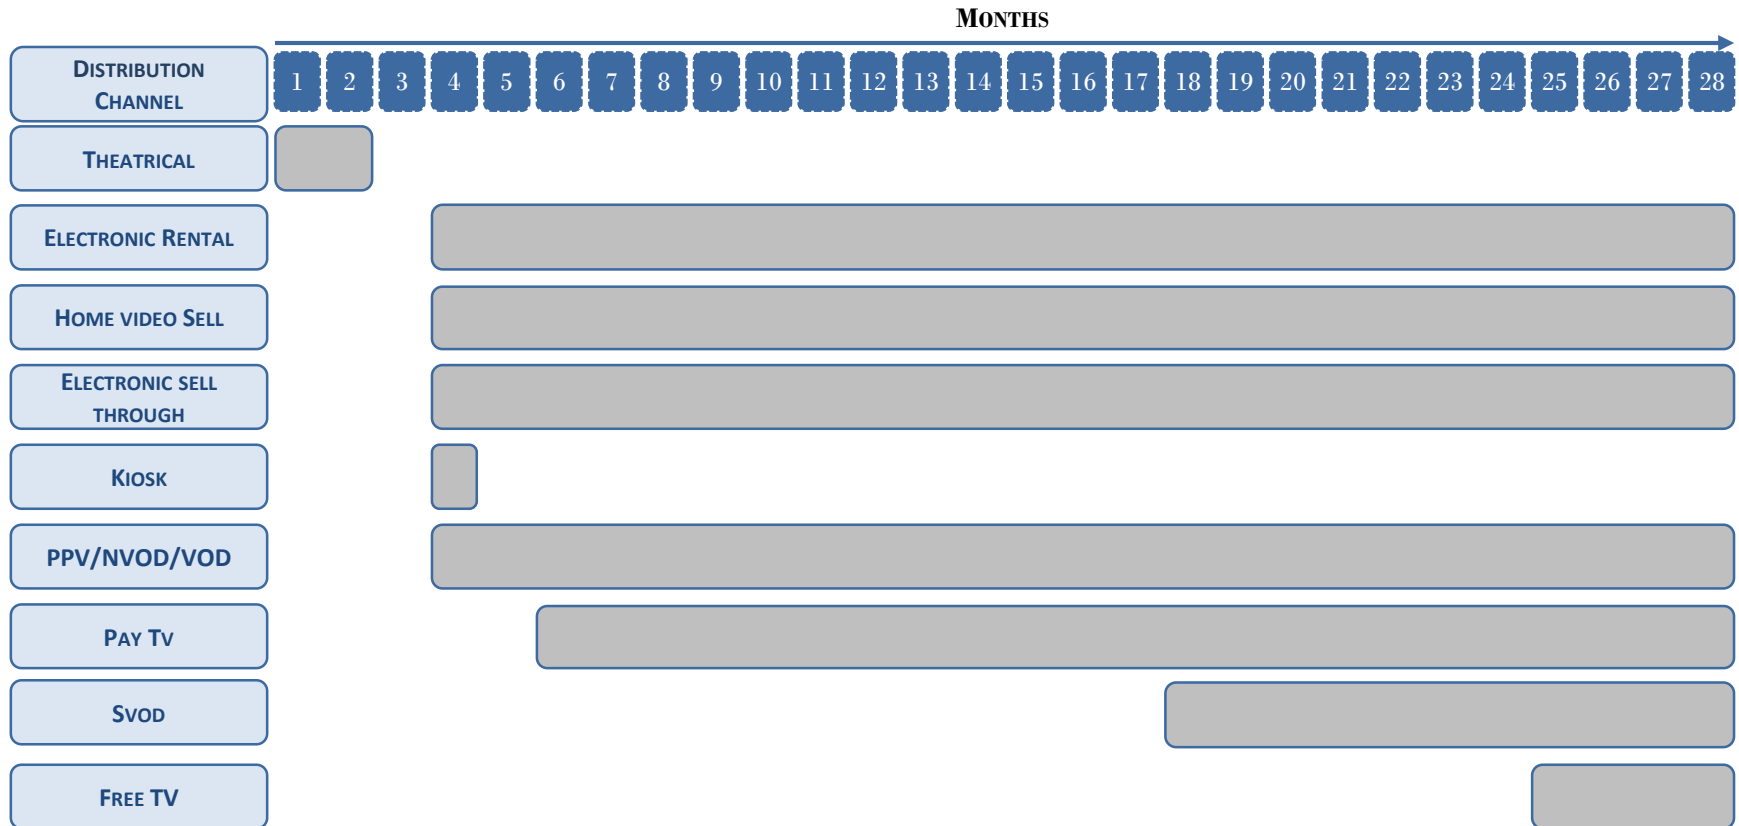 MONTHS
DISTRIBUTION
CHANNEL
1 2 3 4 5 6 7 8 9 10 11 12 13 14 15 16 17 18 19 20 21 22 23 24 25 26 27 28
THEATRICAL
ELECTRONIC RENTAL
HOME VIDEO SELL
ELECTRONIC SELL
THROUGH
KIOSK
PPV/NVOD/VOD
PAY TV
SVOD
FREE TV